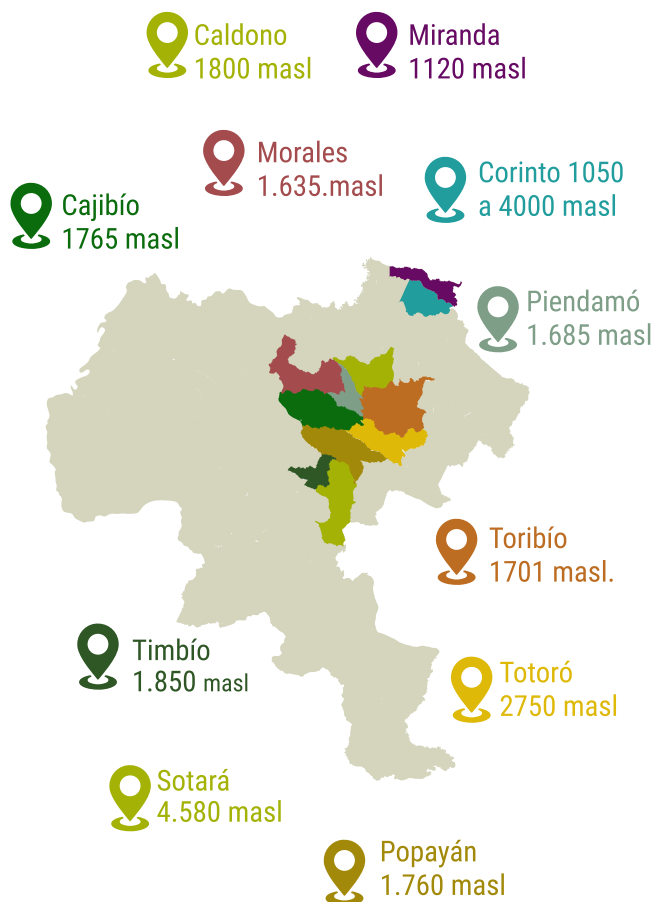 Caldono
1800 masl
Miranda
1120 masl
Morales
1.635.masl
Corinto 1050
a 4000 masl
Cajibío
1765 masl
Piendamó
1.685 masl
Toribío
1701 masl.
Timbío
1.850 masl
Totoró
2750 masl
Sotará
4.580 masl
Popayán
1.760 masl